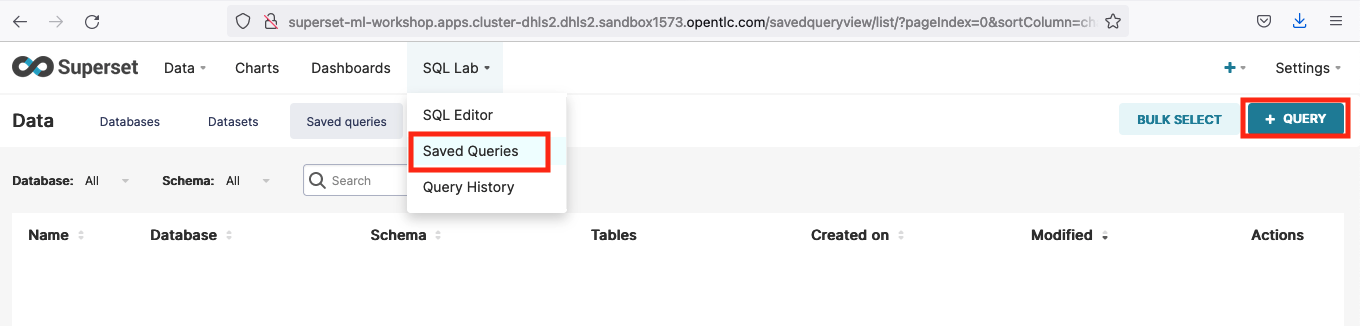 superset-ml-workshop.apps.cluster-dhls2.dhls2.sandbox1573.opentlc.com/savedqueryview/list/?pageIndex=0&sortColumn=ch
Superset Data Charts Dashboards SQL Lab + Settings
Data Databases Datasets Saved queries BULK SELECT + QUERY
SQL Editor
Saved Queries
Query History
Database: All Schema: All Search
Name Database Schema Tables Created on Modified Actions